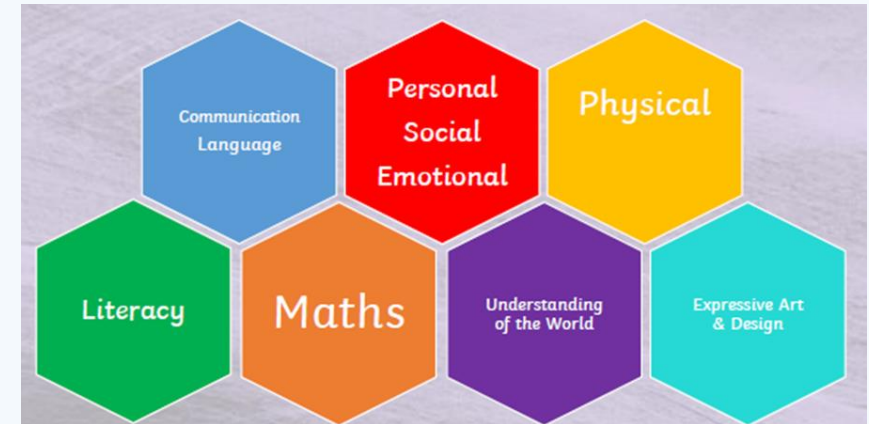 Communication
Language
Personal
Social
Emotional
Physical
Literacy
Maths
Understanding
of the World
Expressive Art
& Design